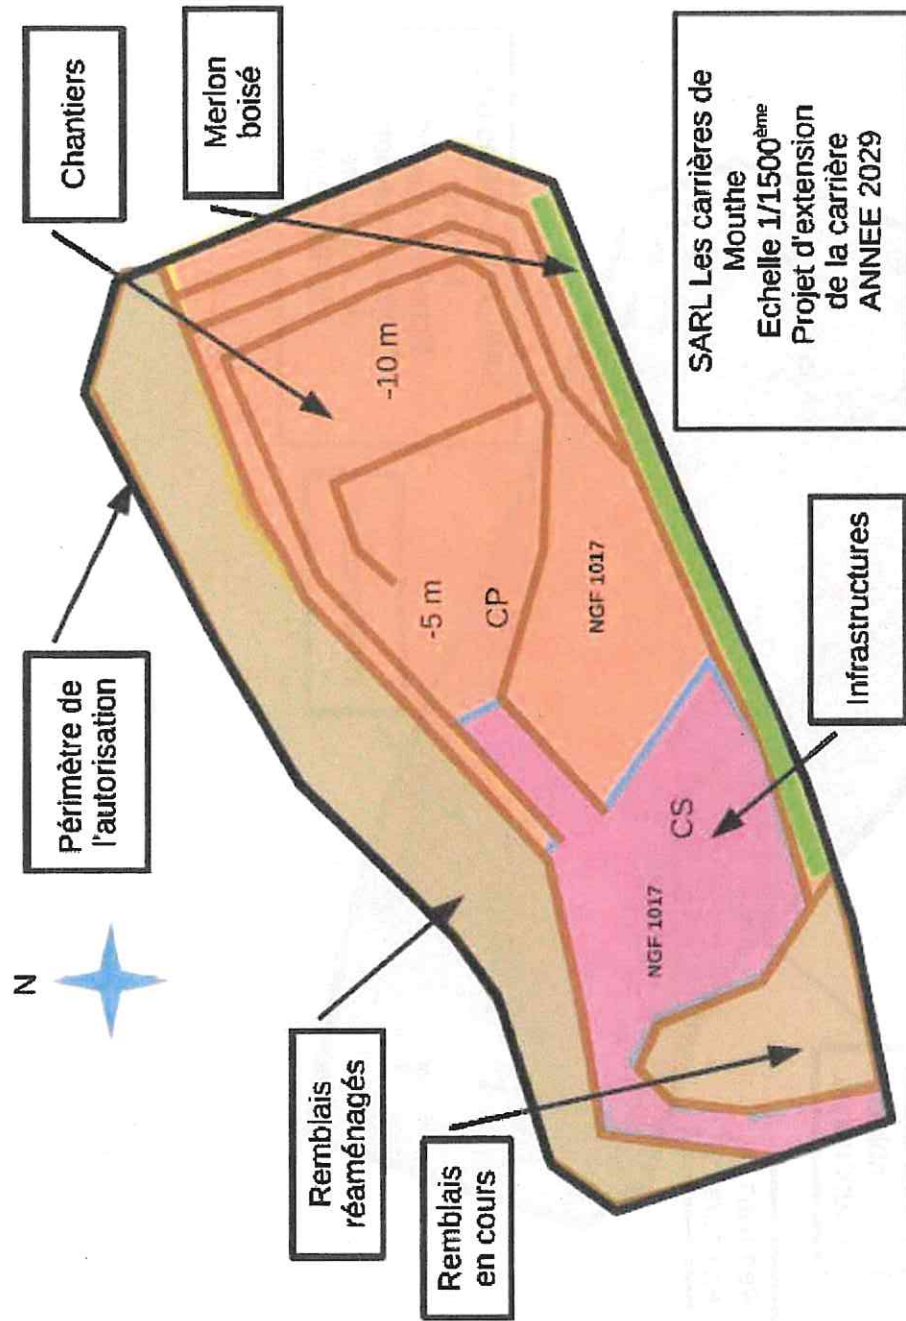 N
Périmètre de
l'autorisation
Chantiers
Merlon
boisé
Remblais
réaménagés
Remblais
en cours
-10 m
-5 m
CP
NGF 1017
NGF 1017
CS
Infrastructures
SARL Les carrières de
Mouthe
Echelle 1/1500ème
Projet d'extension
de la carrière
ANNEE 2029